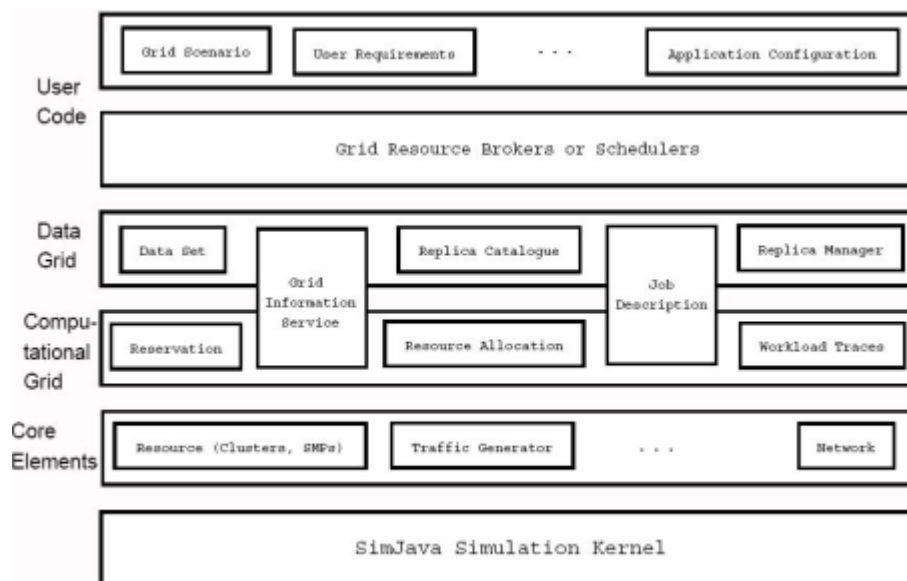 Grid Scenario
User Requirements
. . .
Application Configuration
User
Code
Grid Resource Brokers or Schedulers
Data
Grid
Data Set
Grid
Information
Service
Replica Catalogue
Job
Description
Replica Manager
Compu-
tational
Grid
Reservation
Resource Allocation
Workload Traces
Core
Elements
Resource (Clusters, SMPs)
Traffic Generator
. . .
Network
SimJava Simulation Kernel